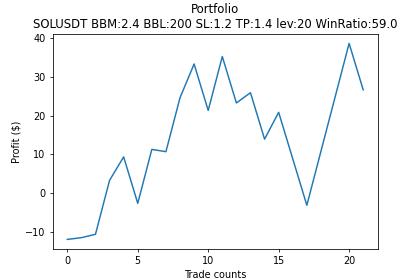 Portfolio
SOLUSDT BBM:2.4 BBL:200 SL:1.2 TP:1.4 lev:20 WinRatio:59.0
40
30
20
10
0
−10
Profit ($)
0 5 10 15 20
Trade counts